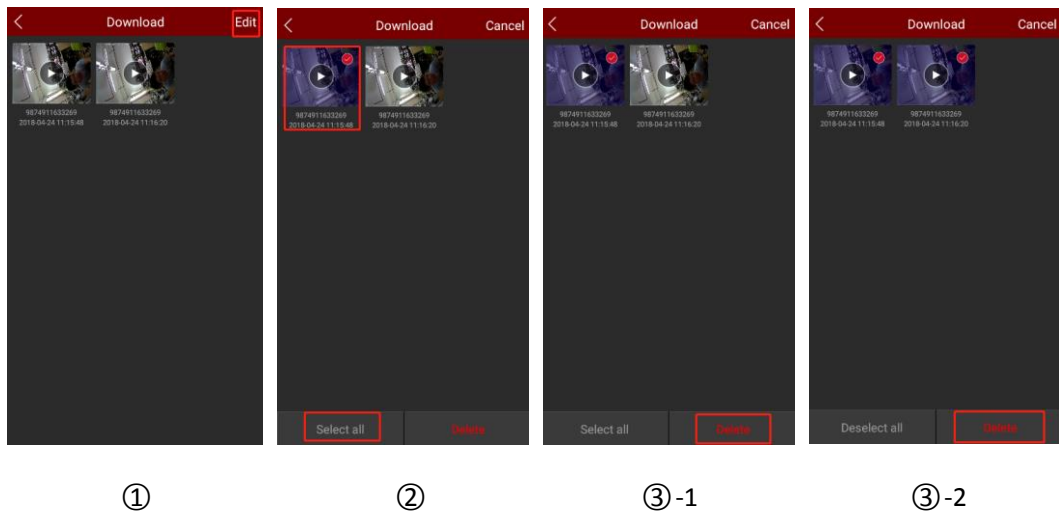 Download Edit
9874911633269 9874911633269
2018-04-24 11:15:48 2018-04-24 11:16:20
①
Download Cancel
9874911633269 9874911633269
2018-04-24 11:15:48 2018-04-24 11:16:20
Select all Delete
②
Download Cancel
9874911633269 9874911633269
2018-04-24 11:15:48 2018-04-24 11:16:20
Select all Delete
③-1
Download Cancel
9874911633269 9874911633269
2018-04-24 11:15:48 2018-04-24 11:16:20
Deselect all Delete
③-2